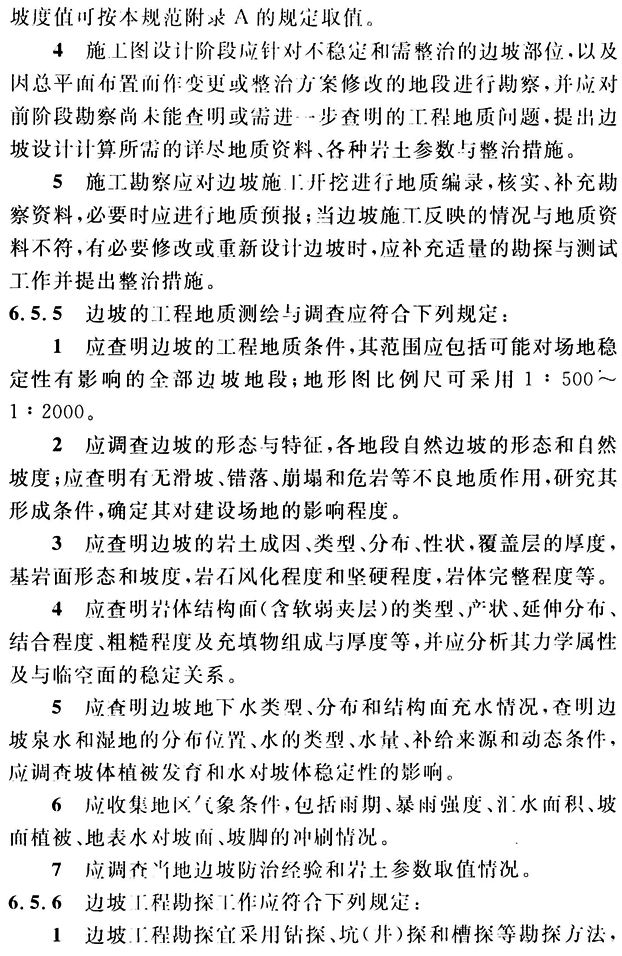 坡度值可按本规范附录 A 的规定取值。
4 施工图设计阶段应针对不稳定和需整治的边坡部位,以及
因总平面布置而作变更或整治方案修改的地段进行勘察,并应对
前阶段勘察尚未能查明或需进一步查明的工程地质问题,提出边
坡设计计算所需的详尽地质资料、各种岩土参数与整治措施。
5 施工勘察应对边坡施工开挖进行地质编录,核实、补充勘
察资料,必要时应进行地质预报;当边坡施工反映的情况与地质资
料不符,有必要修改或重新设计边坡时,应补充适量的勘探与测试
工作并提出整治措施。
6.5.5 边坡的工程地质测绘与调查应符合下列规定:
1 应查明边坡的工程地质条件,其范围应包括可能对场地稳
定性有影响的全部边坡地段;地形图比例尺可采用 1∶500~
1∶2000。
2 应调查边坡的形态与特征,各地段自然边坡的形态和自然
坡度;应查明有无滑坡、错落、崩塌和危岩等不良地质作用,研究其
形成条件,确定其对建设场地的影响程度。
3 应查明边坡的岩土成因、类型、分布、性状,覆盖层的厚度,
基岩面形态和坡度,岩石风化程度和坚硬程度,岩体完整程度等。
4 应查明岩体结构面(含软弱夹层)的类型、产状、延伸分布、
结合程度、粗糙程度及充填物组成与厚度等,并应分析其力学属性
及与临空面的稳定关系。
5 应查明边坡地下水类型、分布和结构面充水情况,查明边
坡泉水和湿地的分布位置、水的类型、水量、补给来源和动态条件,
应调查坡体植被发育和水对坡体稳定性的影响。
6 应收集地区气象条件,包括雨期、暴雨强度、汇水面积、坡
面植被、地表水对坡面、坡脚的冲刷情况。
7 应调查当地边坡防治经验和岩土参数取值情况。
6.5.6 边坡工程勘探工作应符合下列规定:
1 边坡工程勘探宜采用钻探、坑(井)探和槽探等勘探方法,